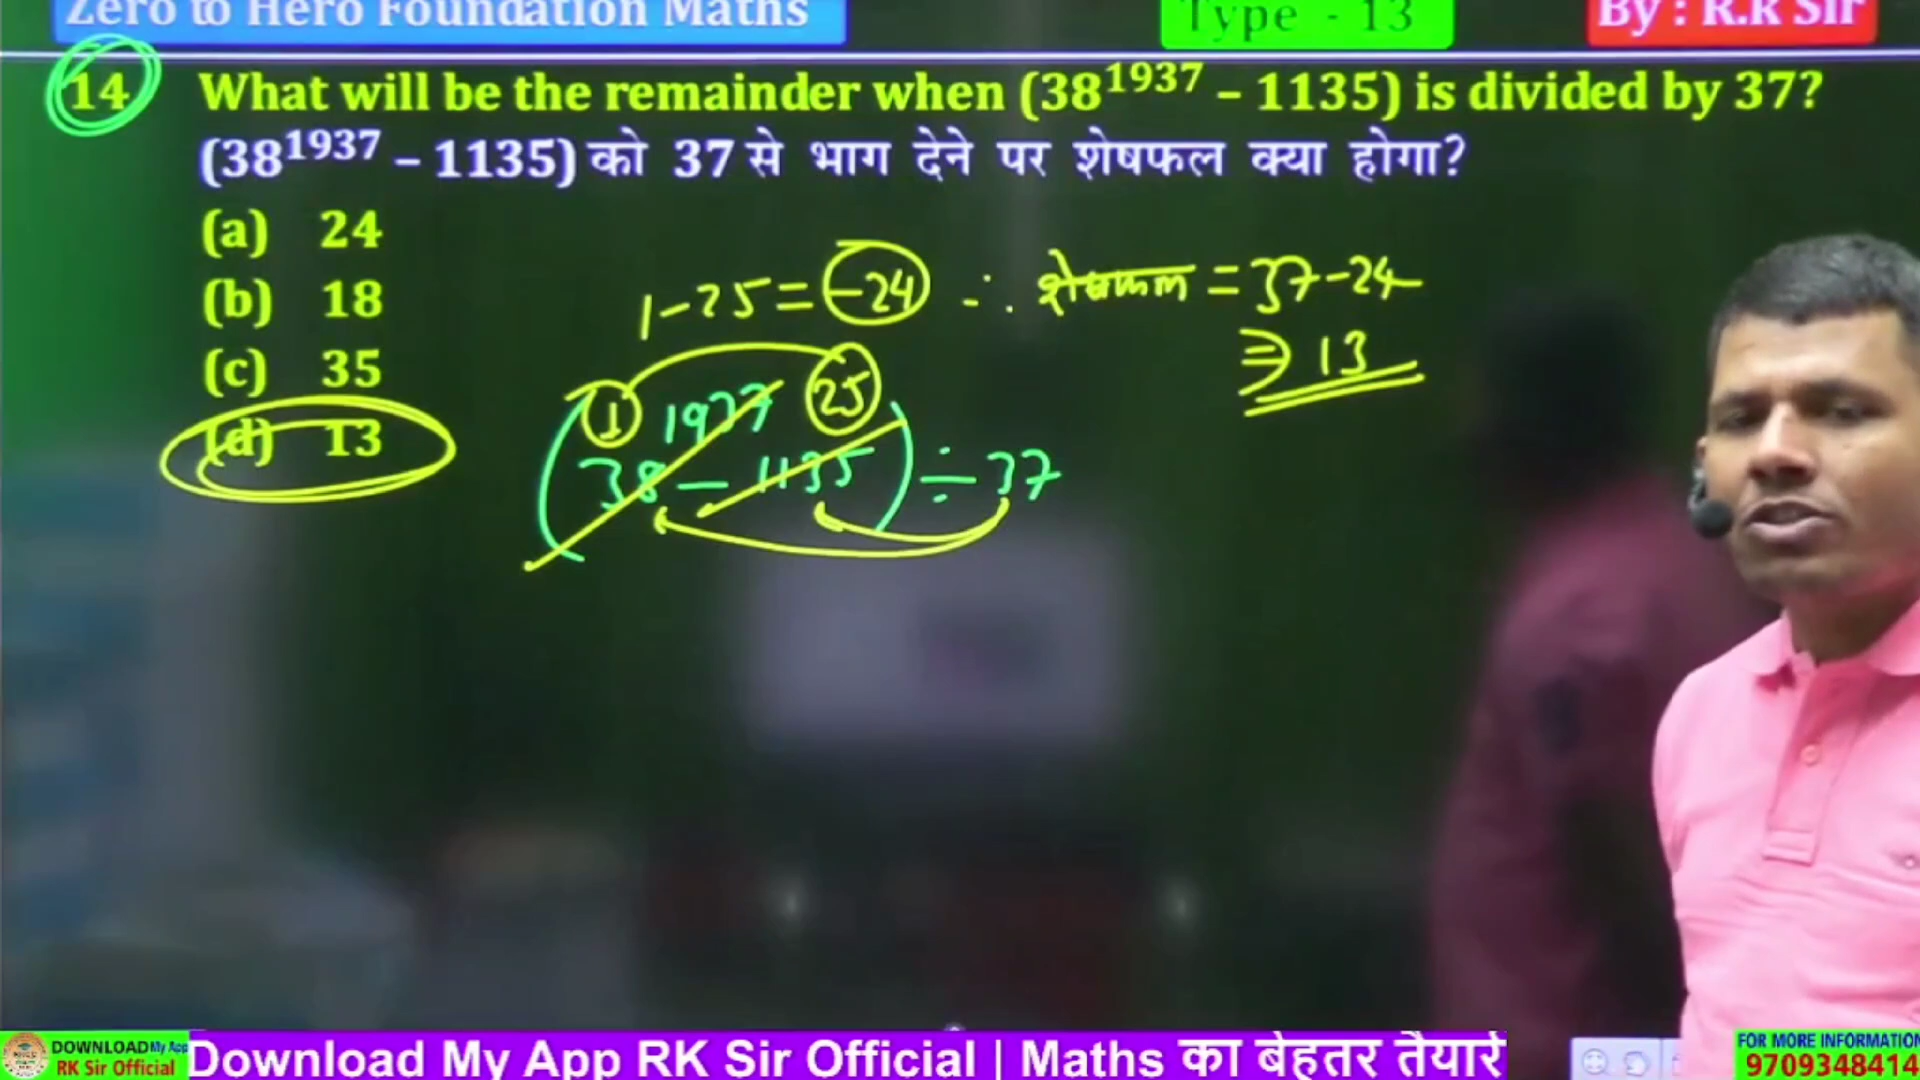 Zero to Hero Foundation Maths
Type - 13
By : R.K Sir
14 What will be the remainder when (38^1937 – 1135) is divided by 37?
(38^1937 – 1135) को 37 से भाग देने पर शेषफल क्या होगा?
(a) 24
(b) 18
(c) 35
(d) 13
1-25 = -24 ∴ शेषफल = 37-24
⇒ 13
1 25
(38^1937 - 1135) ÷ 37
DOWNLOAD My App
RK Sir Official
Download My App RK Sir Official | Maths का बेहतर तैयारी
FOR MORE INFORMATION
9709348414